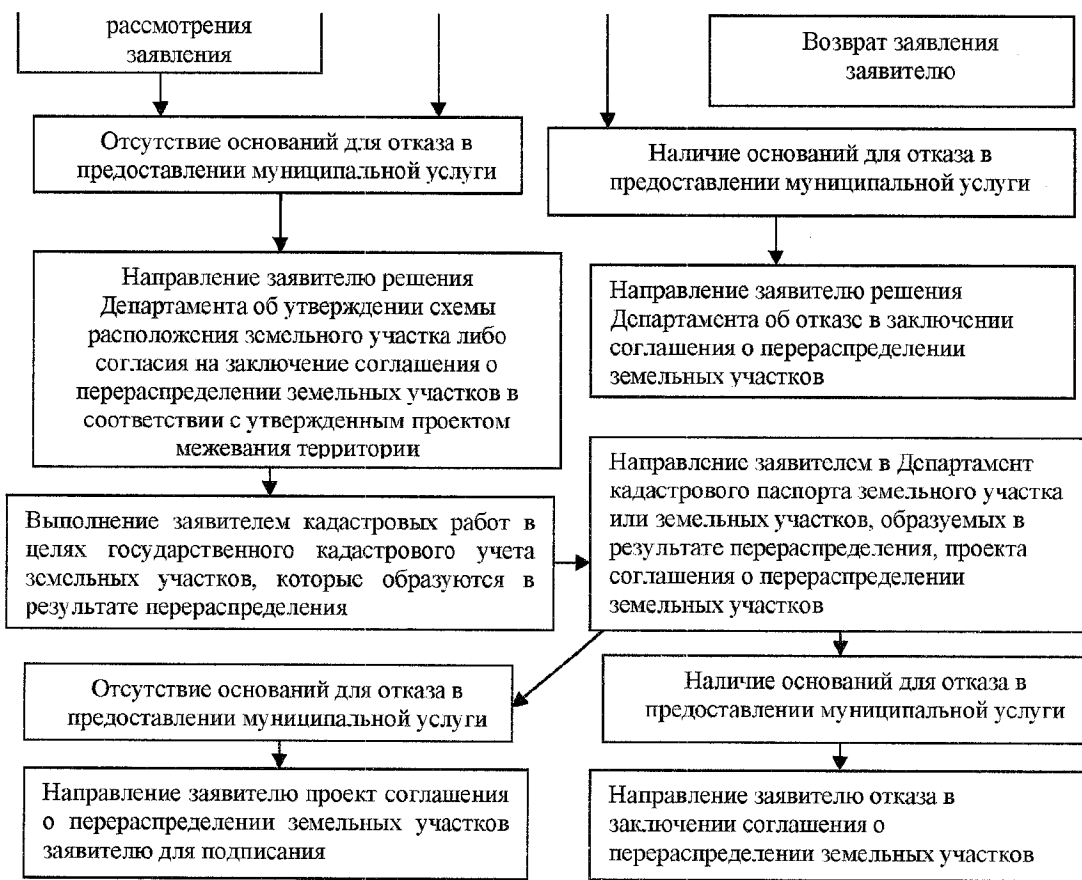 рассмотрения
заявления
Возврат заявления
заявителю
Отсутствие оснований для отказа в
предоставлении муниципальной услуги
Наличие оснований для отказа в
предоставлении муниципальной услуги
Направление заявителю решения
Департамента об утверждении схемы
расположения земельного участка либо
согласия на заключение соглашения о
перераспределении земельных участков в
соответствии с утвержденным проектом
межевания территории
Направление заявителю решения
Департамента об отказе в заключении
соглашения о перераспределении
земельных участков
Выполнение заявителем кадастровых работ в
целях государственного кадастрового учета
земельных участков, которые образуются в
результате перераспределения
Направление заявителем в Департамент
кадастрового паспорта земельного участка
или земельных участков, образуемых в
результате перераспределения, проекта
соглашения о перераспределении
земельных участков
Отсутствие оснований для отказа в
предоставлении муниципальной услуги
Наличие оснований для отказа в
предоставлении муниципальной услуги
Направление заявителю проект соглашения
о перераспределении земельных участков
заявителю для подписания
Направление заявителю отказа в
заключении соглашения о
перераспределении земельных участков